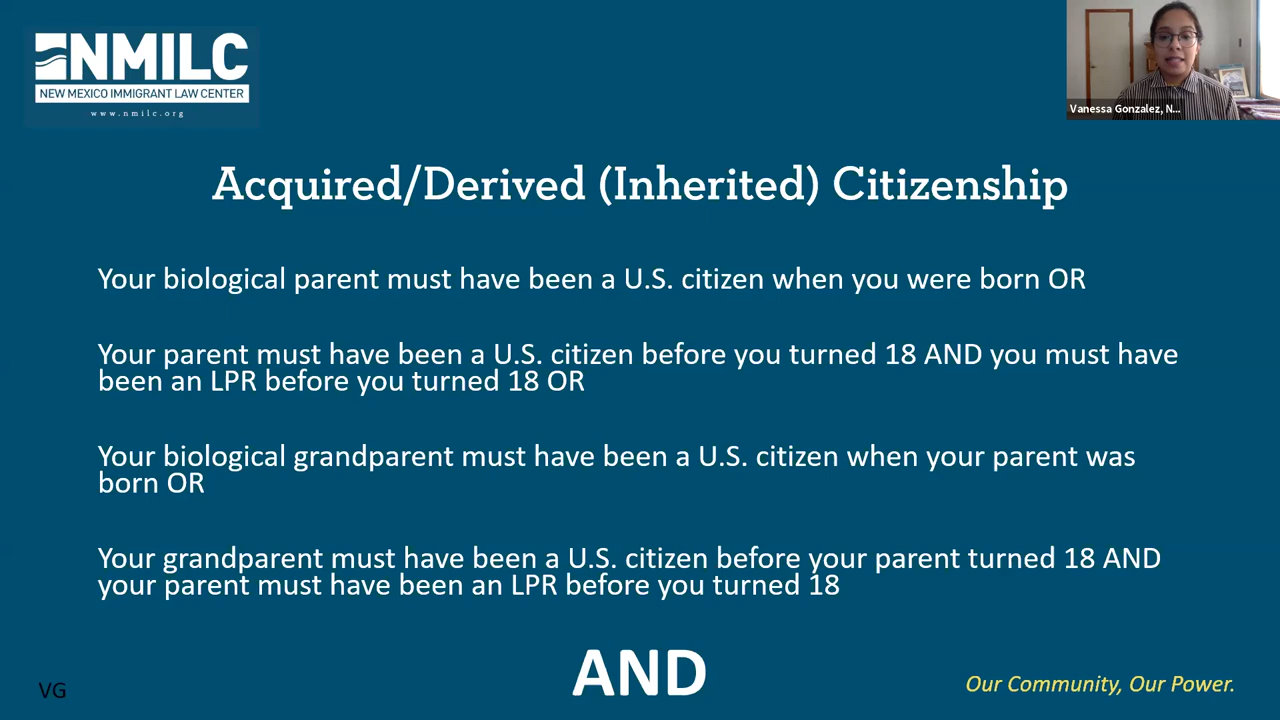 NMILC
NEW MEXICO IMMIGRANT LAW CENTER
www.nmilc.org
Vanessa Gonzalez, N...
Acquired/Derived (Inherited) Citizenship
Your biological parent must have been a U.S. citizen when you were born OR
Your parent must have been a U.S. citizen before you turned 18 AND you must have
been an LPR before you turned 18 OR
Your biological grandparent must have been a U.S. citizen when your parent was
born OR
Your grandparent must have been a U.S. citizen before your parent turned 18 AND
your parent must have been an LPR before you turned 18
AND
VG
Our Community, Our Power.